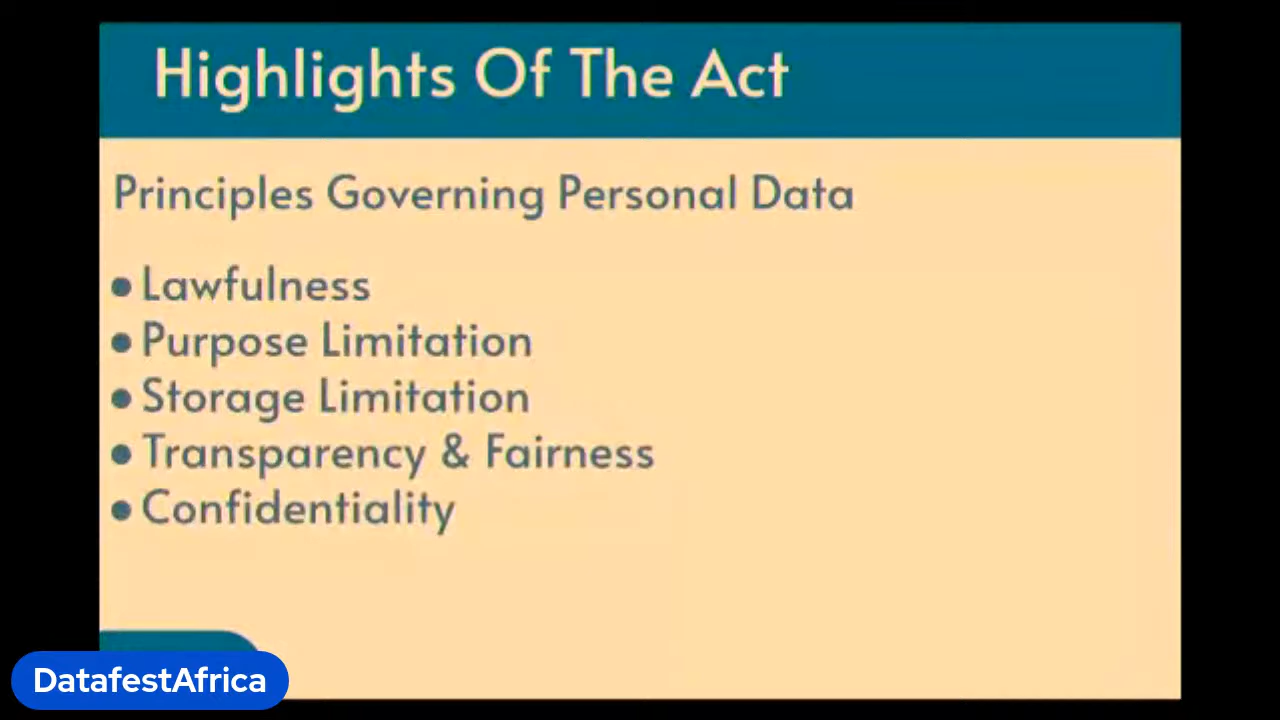 Highlights Of The Act
Principles Governing Personal Data
● Lawfulness
● Purpose Limitation
● Storage Limitation
● Transparency & Fairness
● Confidentiality
DatafestAfrica